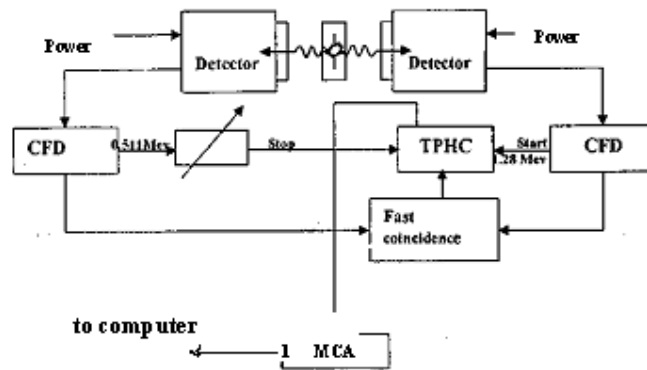 Power
Power
Detector
Detector
CFD
0.511Mev
Stop
TPHC
Start
1.28 Mev
CFD
Fast
coincidence
to computer
1 MCA